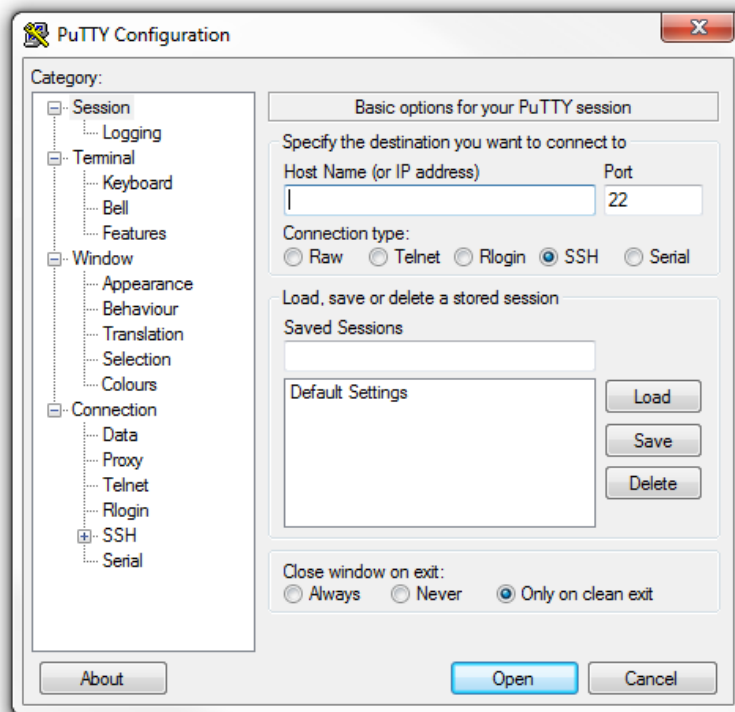 PuTTY Configuration
Category:
Session
Logging
Terminal
Keyboard
Bell
Features
Window
Appearance
Behaviour
Translation
Selection
Colours
Connection
Data
Proxy
Telnet
Rlogin
SSH
Serial
Basic options for your PuTTY session
Specify the destination you want to connect to
Host Name (or IP address) Port
22
Connection type:
Raw Telnet Rlogin SSH Serial
Load, save or delete a stored session
Saved Sessions
Default Settings
Load
Save
Delete
Close window on exit:
Always Never Only on clean exit
About Open Cancel